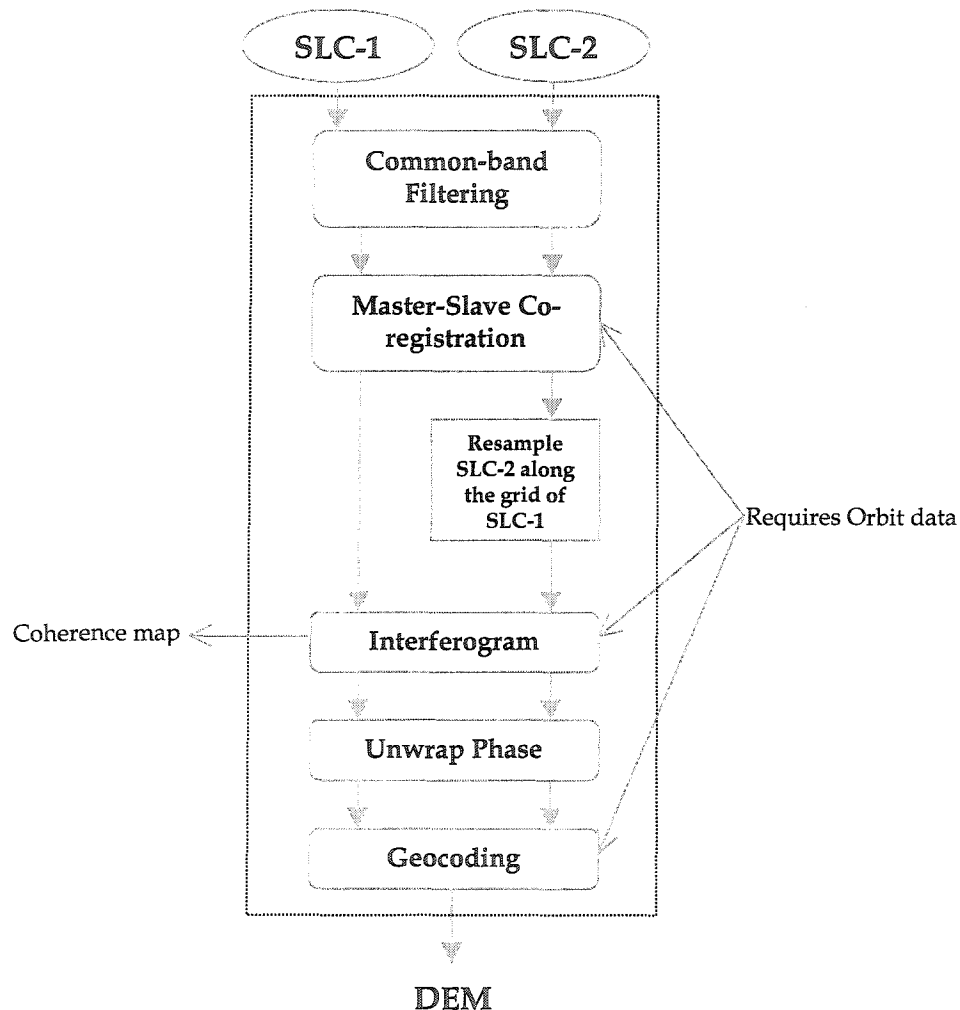 SLC-1
SLC-2
Common-band
Filtering
Master-Slave Co-
registration
Resample
SLC-2 along
the grid of
SLC-1
Requires Orbit data
Coherence map
Interferogram
Unwrap Phase
Geocoding
DEM